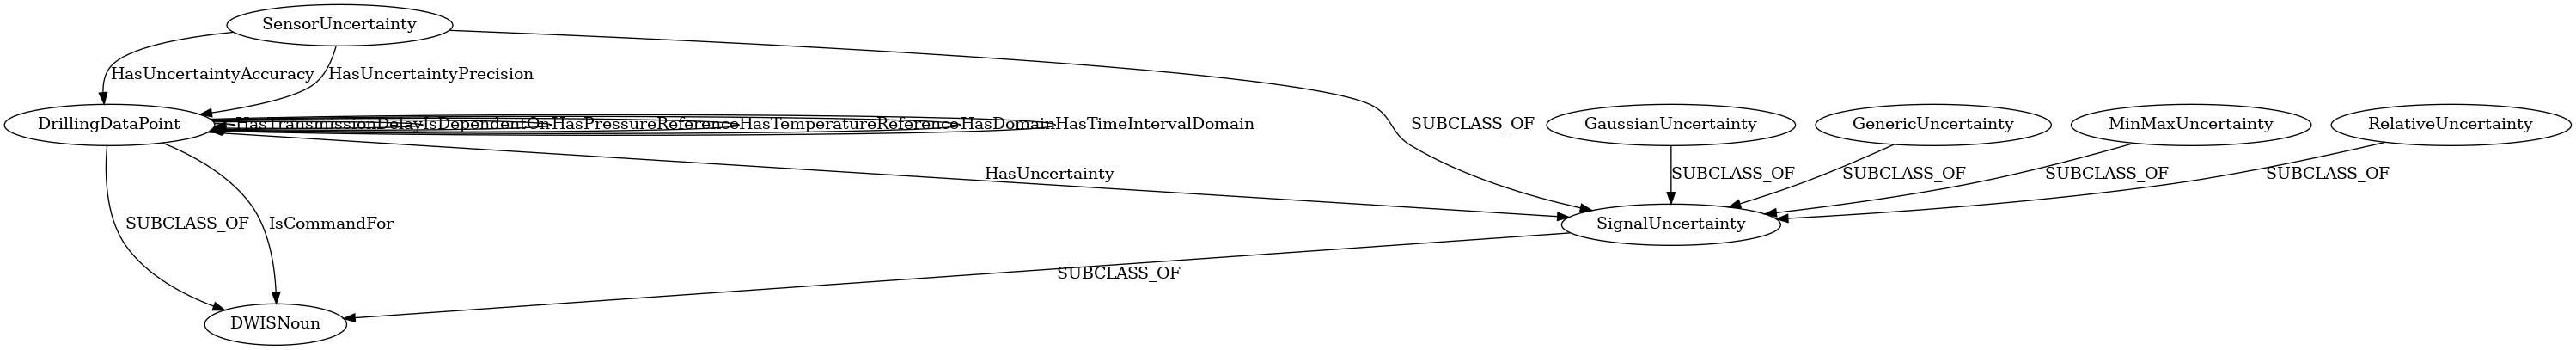 SensorUncertainty
HasUncertaintyAccuracy
HasUncertaintyPrecision
DrillingDataPoint
HasTransmissionDelay
IsDependentOn
HasPressureReference
HasTemperatureReference
HasDomain
HasTimeIntervalDomain
SUBCLASS_OF
GaussianUncertainty
GenericUncertainty
MinMaxUncertainty
RelativeUncertainty
HasUncertainty
SUBCLASS_OF
SUBCLASS_OF
SUBCLASS_OF
SUBCLASS_OF
SUBCLASS_OF
IsCommandFor
SignalUncertainty
SUBCLASS_OF
DWISNoun